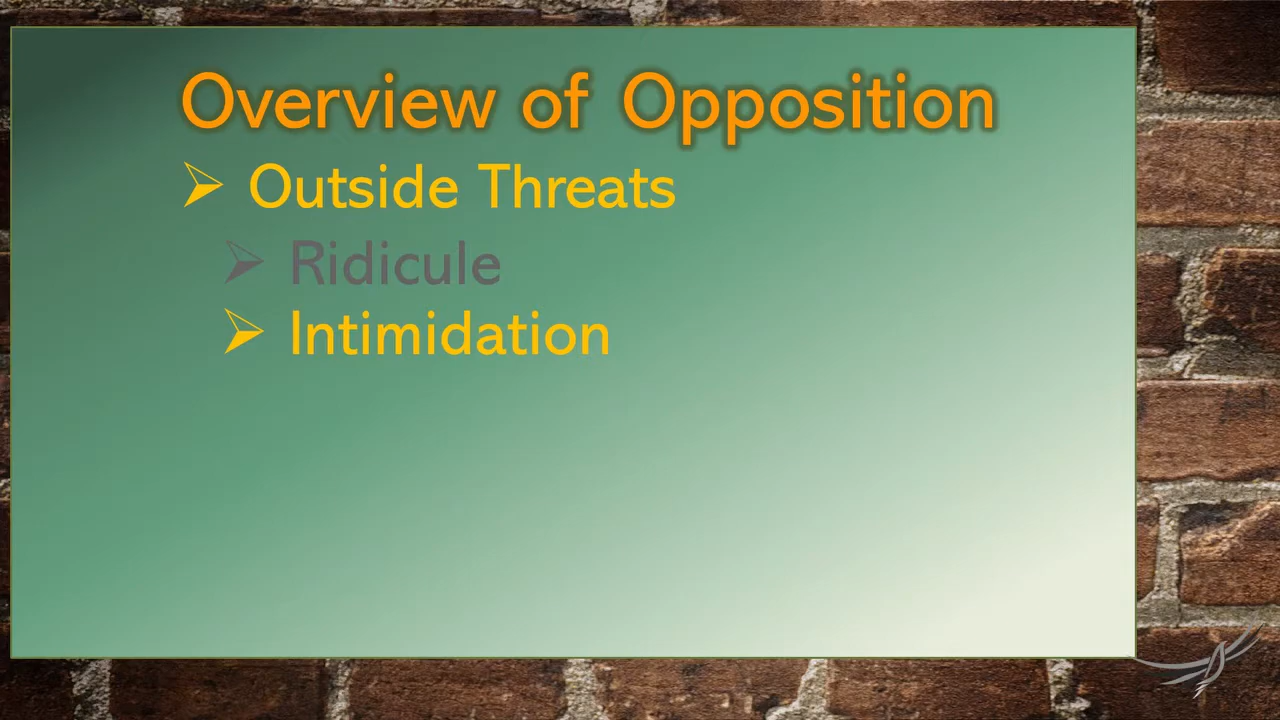 Overview of Opposition
➢ Outside Threats
➢ Ridicule
➢ Intimidation